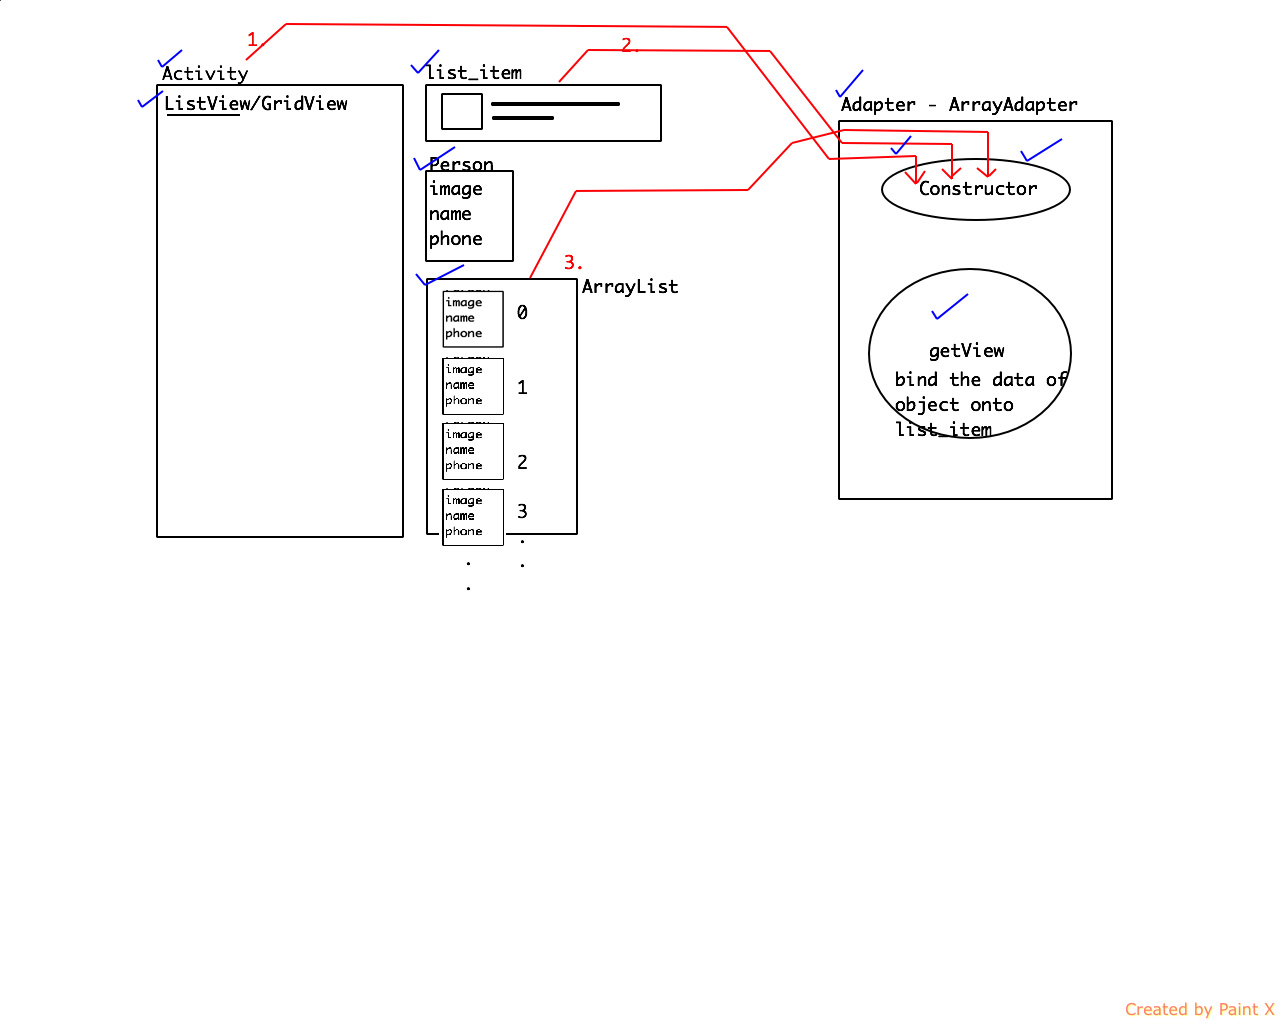 1.
2.
Activity
list_item
ListView/GridView
Adapter - ArrayAdapter
Person
image
name
phone
Constructor
3.
ArrayList
image
name
phone
0
image
name
phone
1
image
name
phone
2
image
name
phone
3
.
.
.
.
getView
bind the data of
object onto
list_item
Created by Paint X